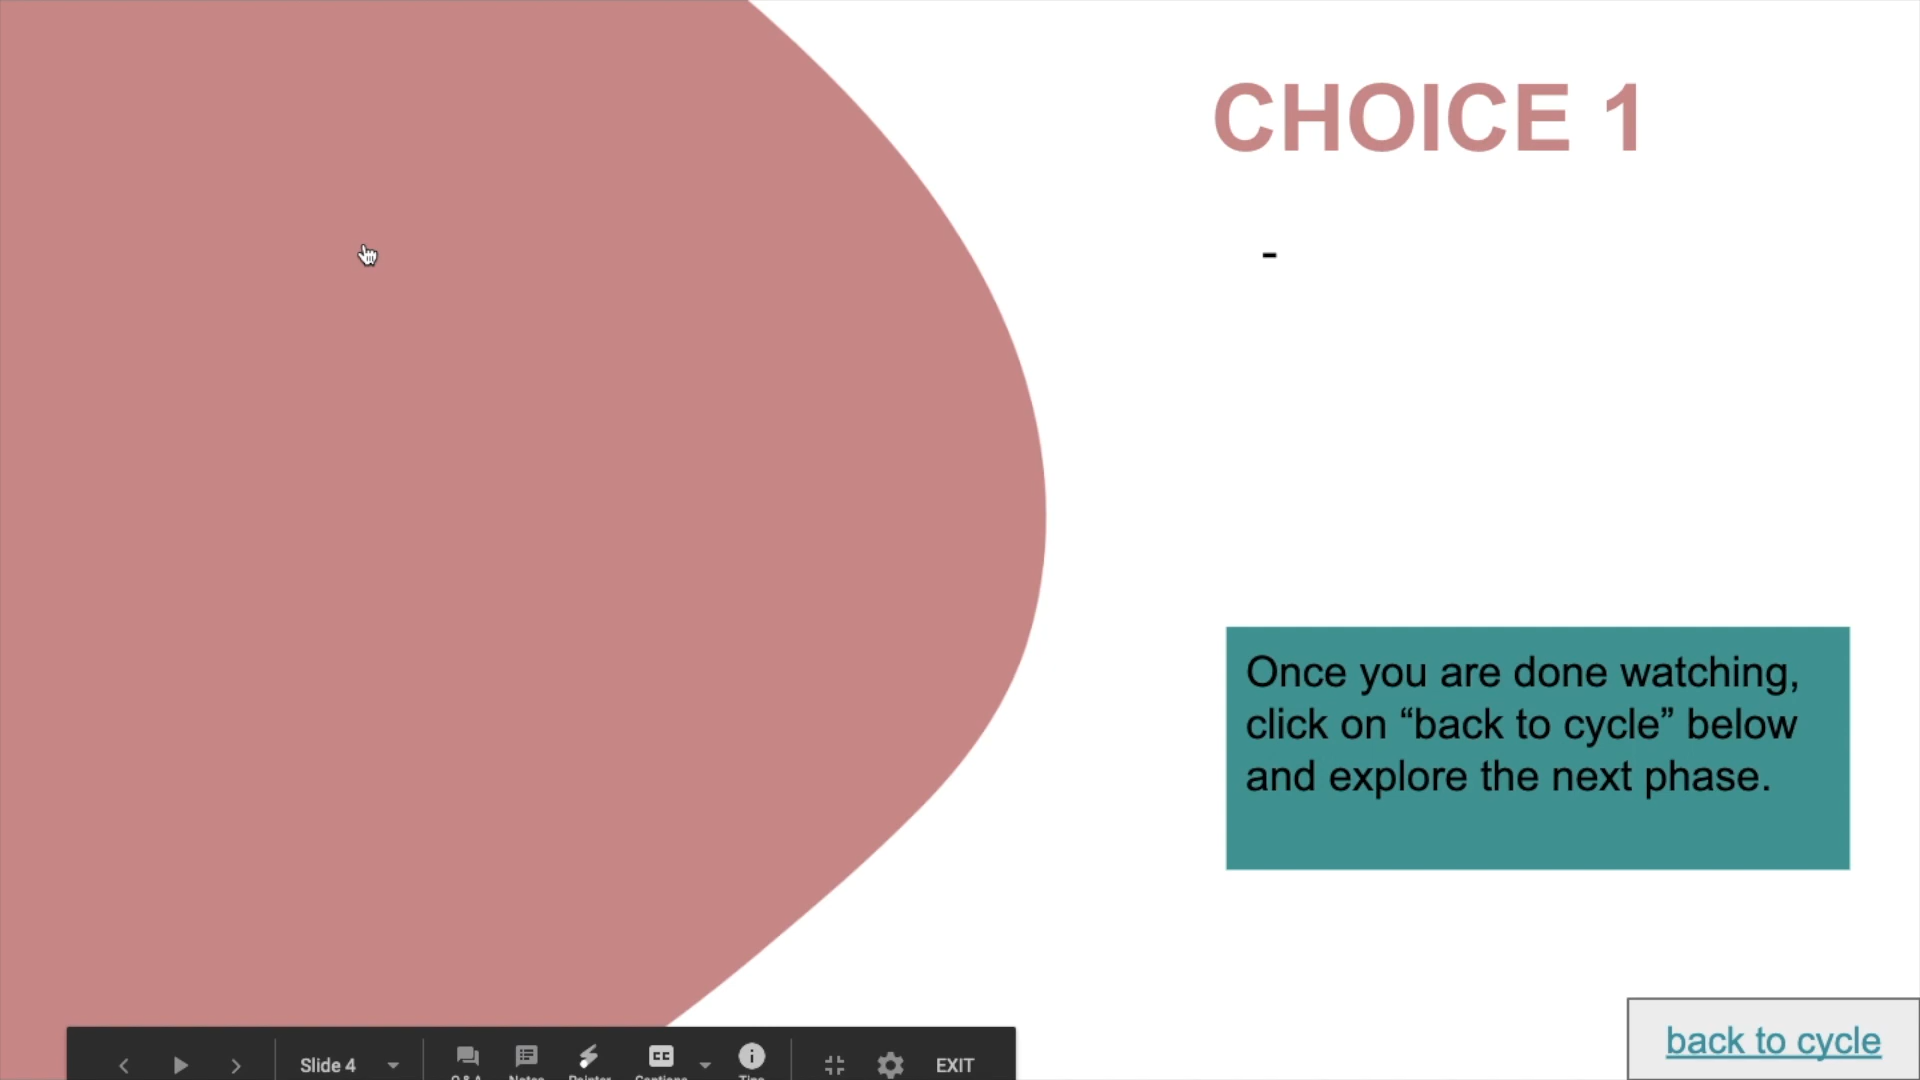 CHOICE 1
-
Once you are done watching,
click on “back to cycle” below
and explore the next phase.
back to cycle
Slide 4
CC
EXIT